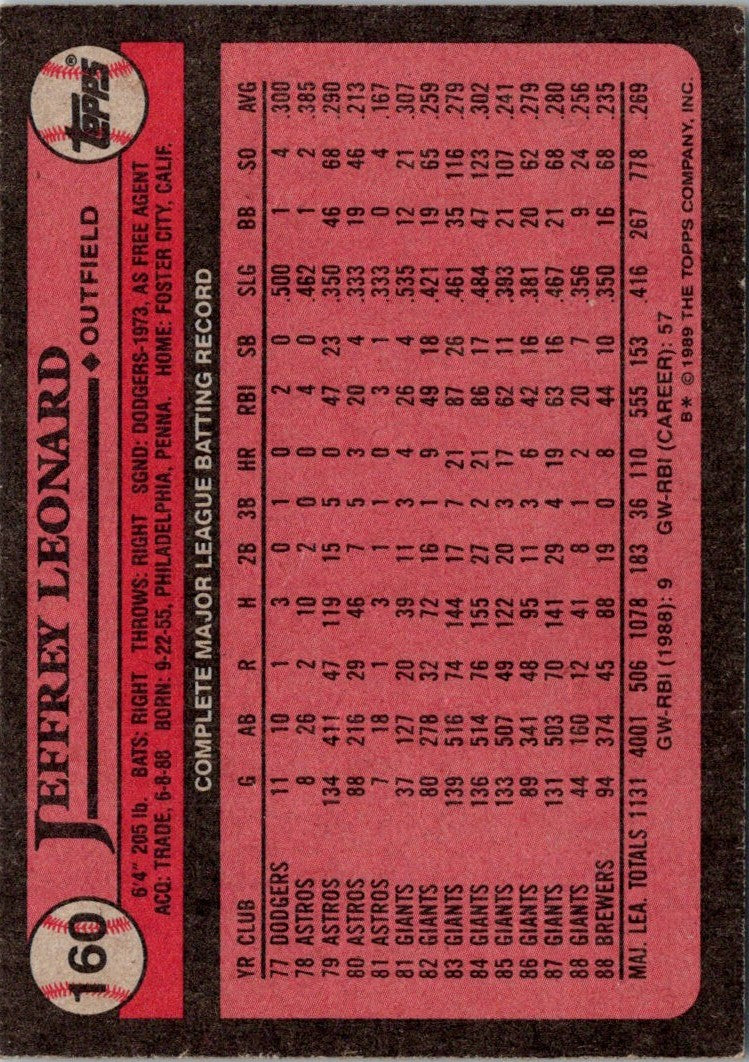 160
JEFFREY LEONARD
◆OUTFIELD
TOPPS®
6'4" 205 lb. BATS: RIGHT THROWS: RIGHT SGND: DODGERS-1973, AS FREE AGENT
ACQ: TRADE, 6-8-88 BORN: 9-22-55, PHILADELPHIA, PENNA. HOME: FOSTER CITY, CALIF.
COMPLETE MAJOR LEAGUE BATTING RECORD
YR CLUB G AB R H 2B 3B HR RBI SB SLG BB SO AVG
77 DODGERS 11 10 1 3 0 1 0 2 0 .500 1 4 .300
78 ASTROS 8 26 2 10 2 0 0 4 0 .462 1 2 .385
79 ASTROS 134 411 47 119 15 5 0 47 23 .350 46 68 .290
80 ASTROS 88 216 29 46 7 5 3 20 4 .333 19 46 .213
81 ASTROS 7 18 1 3 1 1 0 3 1 .333 0 4 .167
81 GIANTS 37 127 20 39 11 3 4 26 4 .535 12 21 .307
82 GIANTS 80 278 32 72 16 1 9 49 18 .421 19 65 .259
83 GIANTS 139 516 74 144 17 7 21 87 26 .461 35 116 .279
84 GIANTS 136 514 76 155 27 2 21 86 17 .484 47 123 .302
85 GIANTS 133 507 49 122 20 3 17 62 11 .393 21 107 .241
86 GIANTS 89 341 48 95 11 3 6 42 16 .381 20 62 .279
87 GIANTS 131 503 70 141 29 4 19 63 16 .467 21 68 .280
88 GIANTS 44 160 12 41 8 1 2 20 7 .356 9 24 .256
88 BREWERS 94 374 45 88 19 0 8 44 10 .350 16 68 .235
MAJ. LEA. TOTALS 1131 4001 506 1078 183 36 110 555 153 .416 267 778 .269
GW-RBI (1988): 9 GW-RBI (CAREER): 57
B* © 1989 THE TOPPS COMPANY, INC.